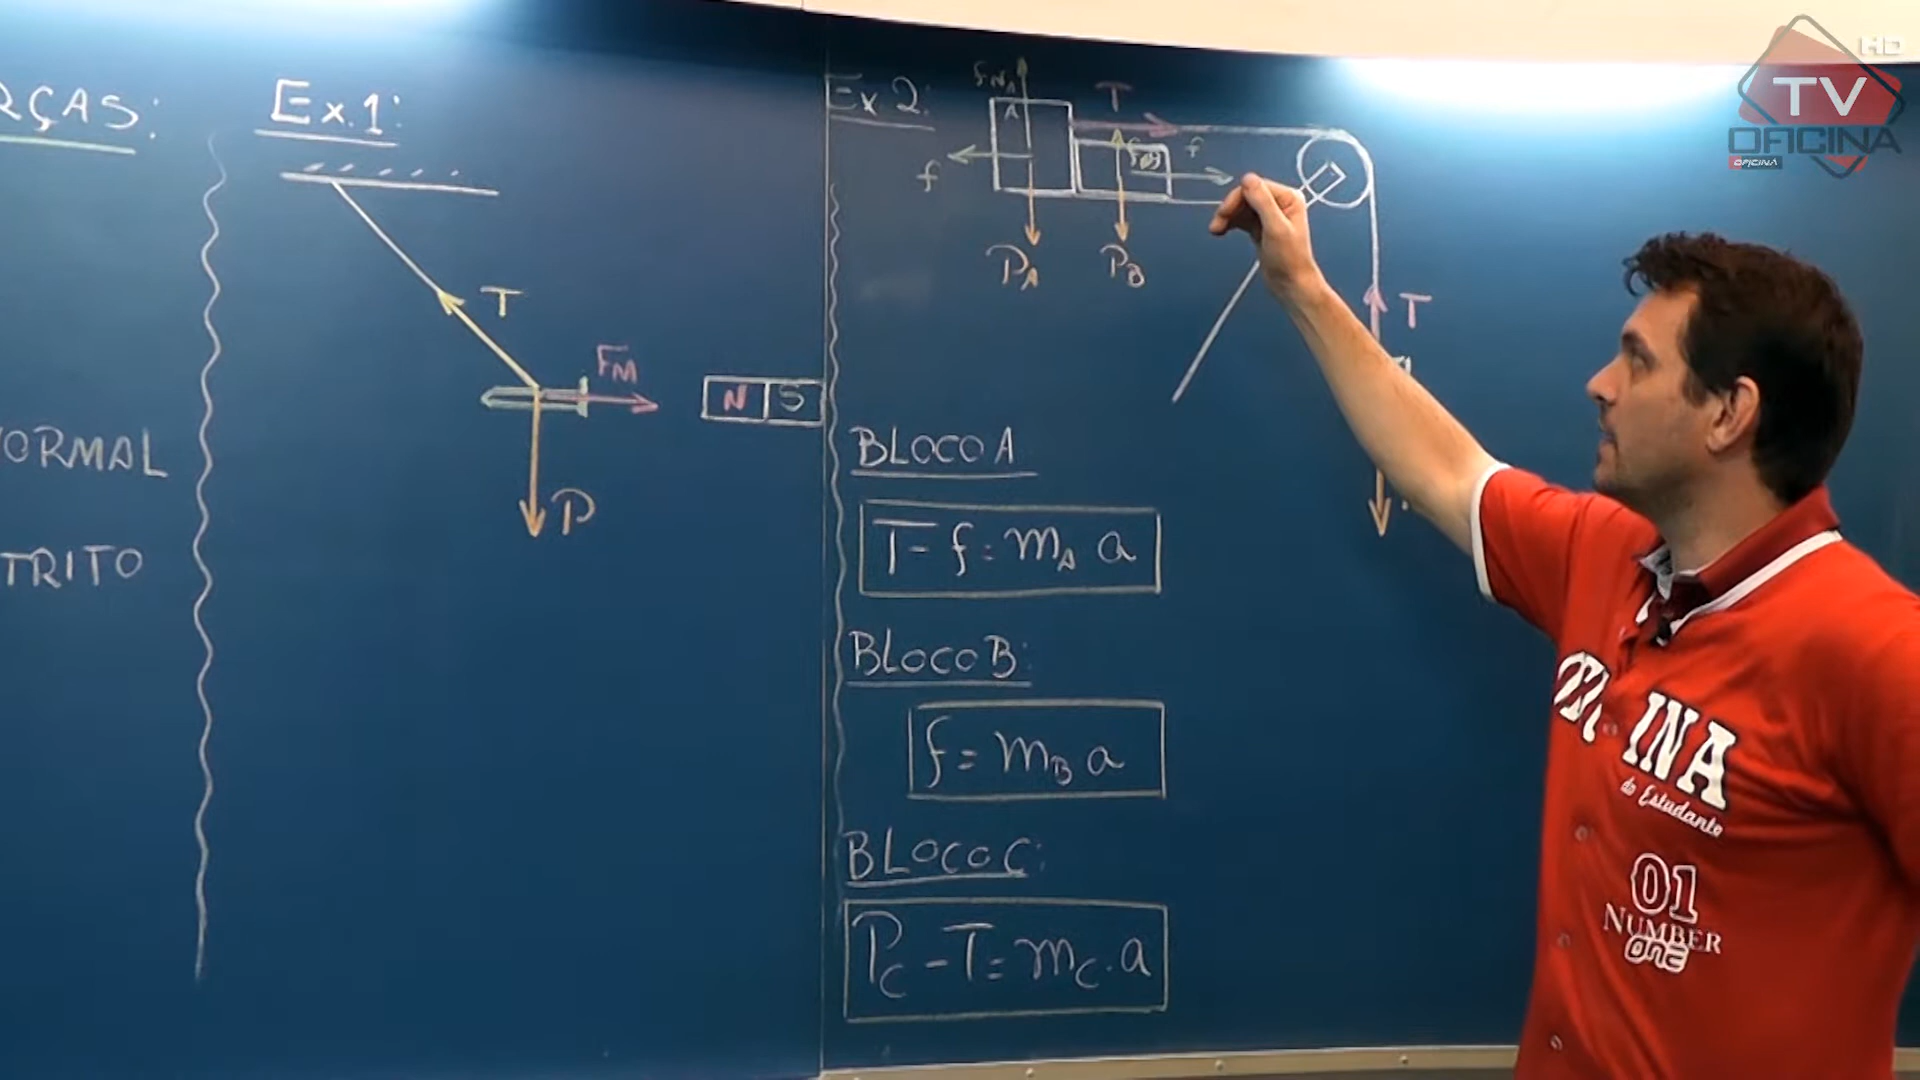 RÇAS:
ORMAL
TRITO
Ex.1:
T
FM
N S
P
Ex 2:
FNA
A
T
f
f
PA
PB
T
BLOCO A
T - f = mA a
BLOCO B:
f = mB a
BLOCO C:
PC - T = mC . a
HD
TV
OFICINA
OFICINA
INA
do Estudante
01
NUMBER
ONE